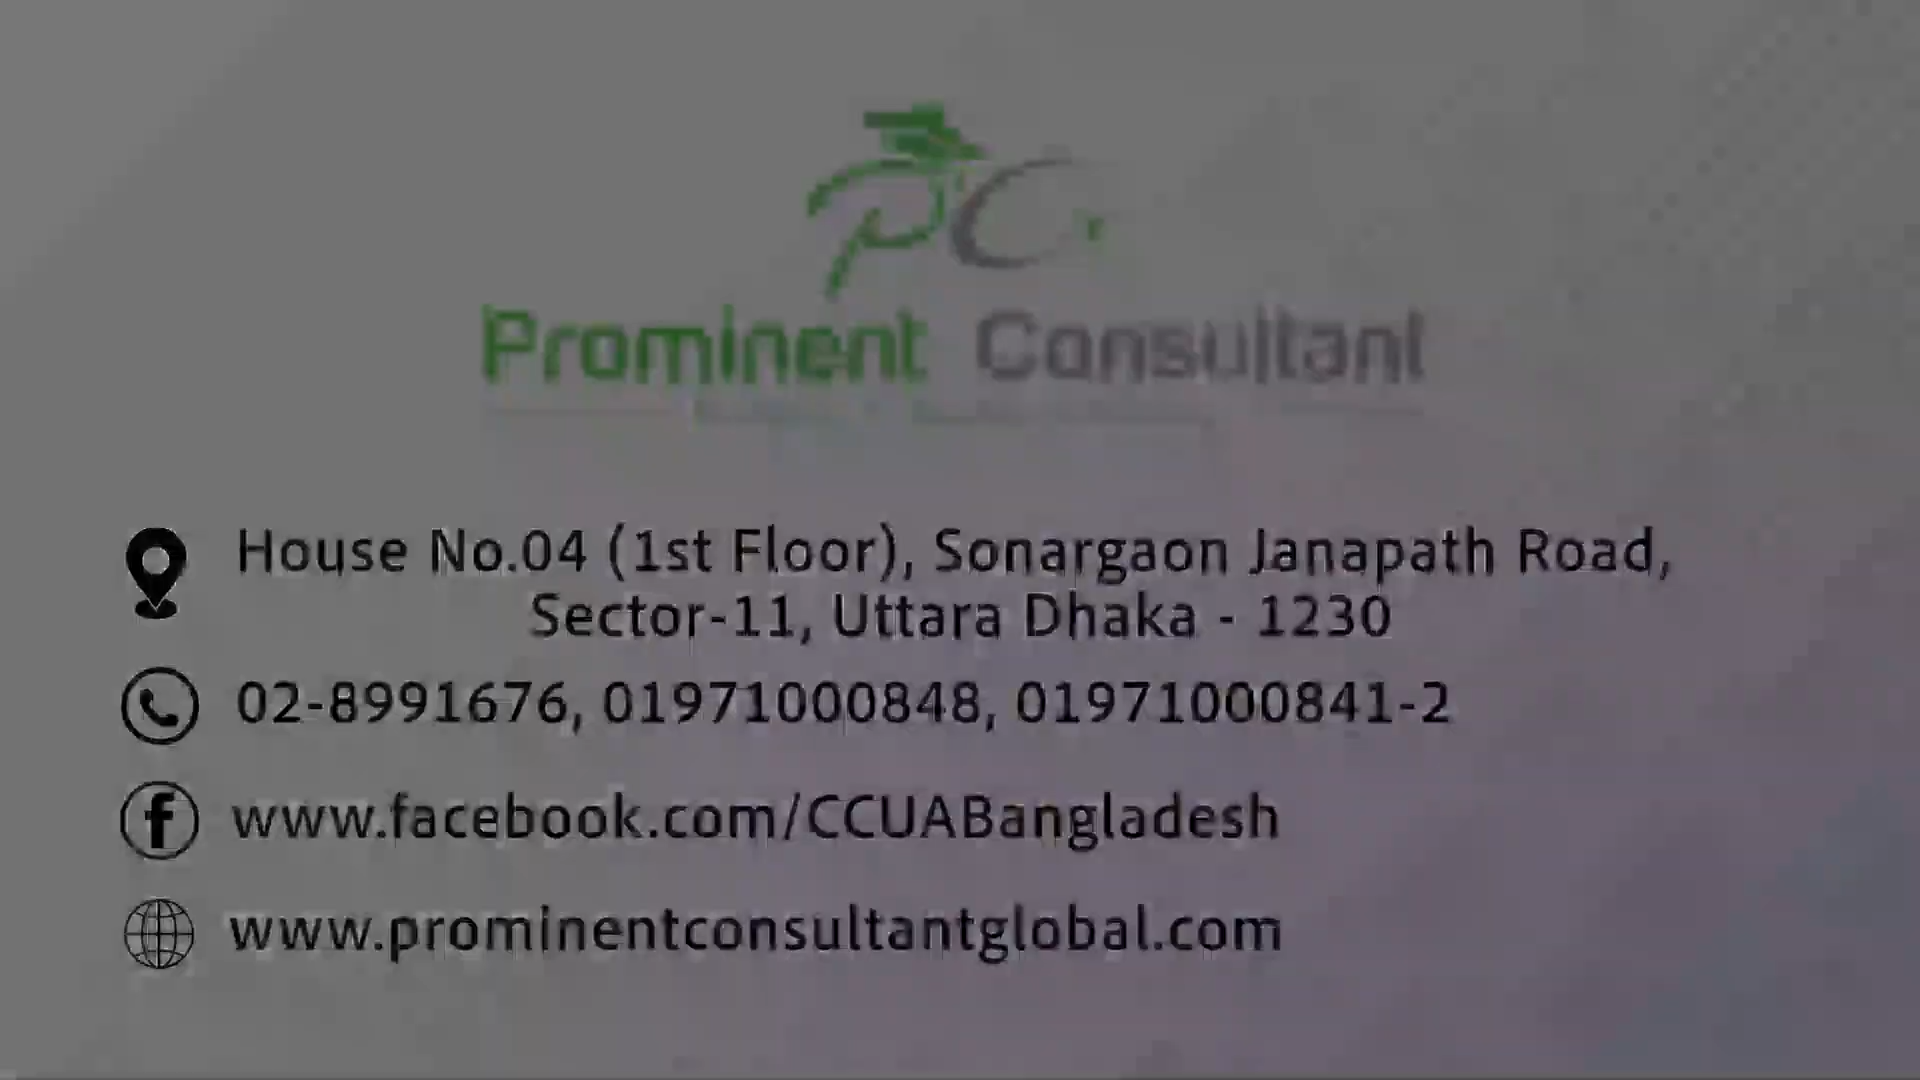 PC
Prominent Consultant
House No.04 (1st Floor), Sonargaon Janapath Road,
Sector-11, Uttara Dhaka - 1230
02-8991676, 01971000848, 01971000841-2
www.facebook.com/CCUABangladesh
www.prominentconsultantglobal.com